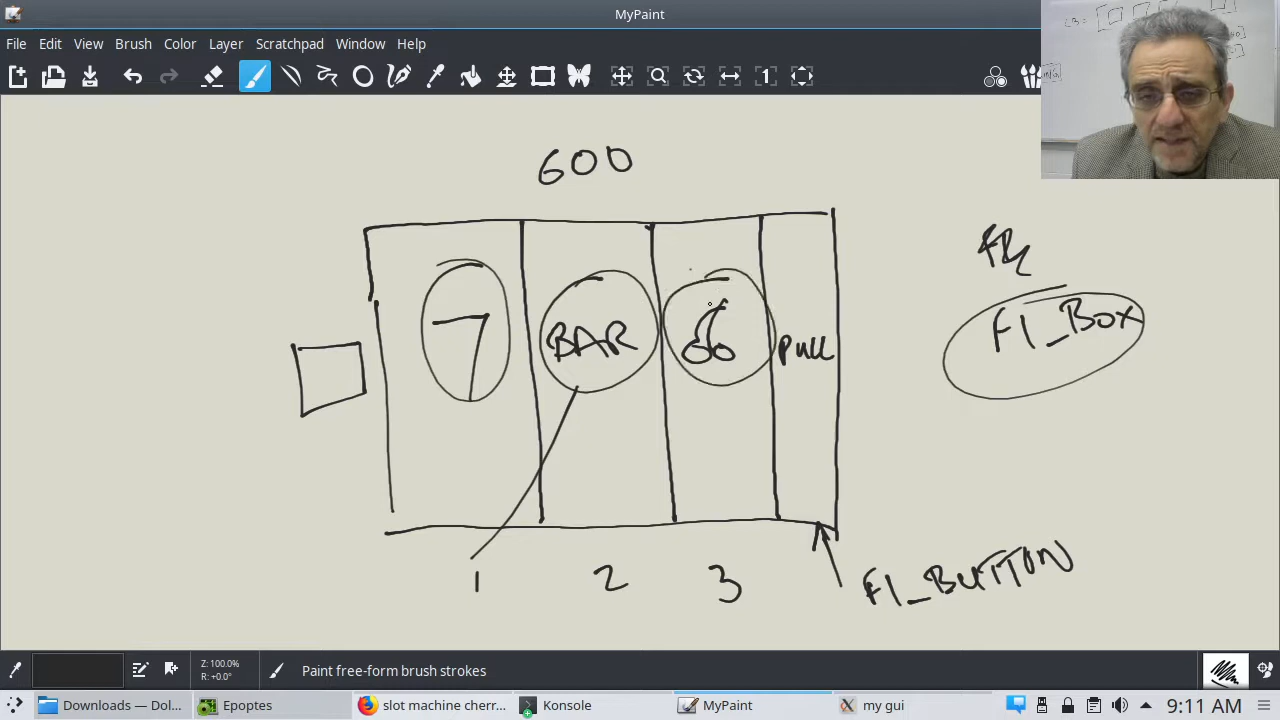 MyPaint
File Edit View Brush Color Layer Scratchpad Window Help
600
Fl_Box
7 BAR Pull
1 2 3
Fl_BUTTON
Z: 100.0%
R: +0.0°
Paint free-form brush strokes
Downloads — Dol... Epoptes slot machine cherr... Konsole MyPaint my gui 9:11 AM